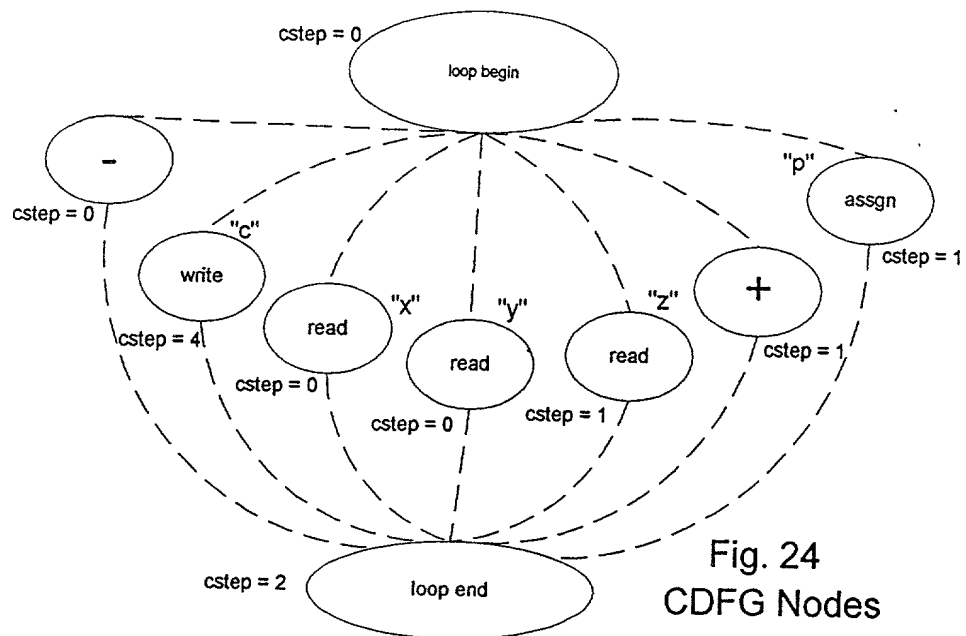 cstep = 0
loop begin
-
cstep = 0
"p"
assgn
cstep = 1
"c"
write
cstep = 4
"x"
read
cstep = 0
"y"
read
cstep = 0
"z"
read
cstep = 1
+
cstep = 1
cstep = 2
loop end
Fig. 24
CDFG Nodes